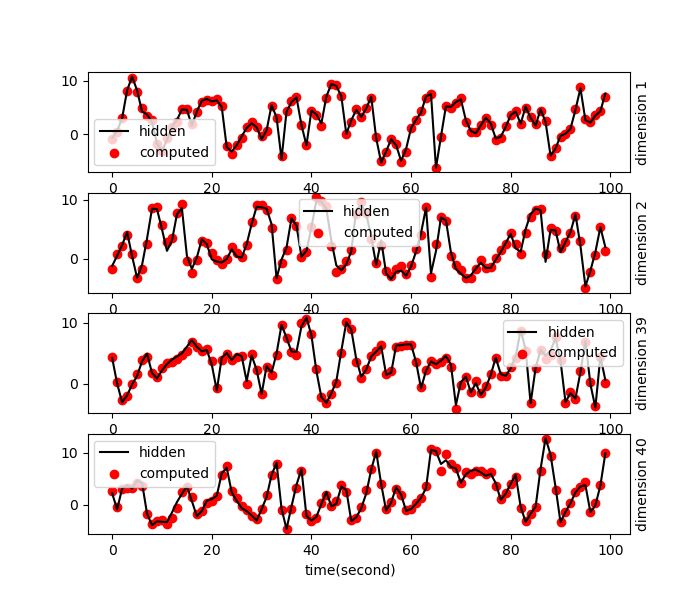 10
0
hidden
computed
dimension 1
0 20 40 60 80 100
10
0
hidden
computed
dimension 2
0 20 40 60 80 100
10
0
hidden
computed
dimension 39
0 20 40 60 80 100
10
0
hidden
computed
dimension 40
0 20 40 60 80 100
time(second)